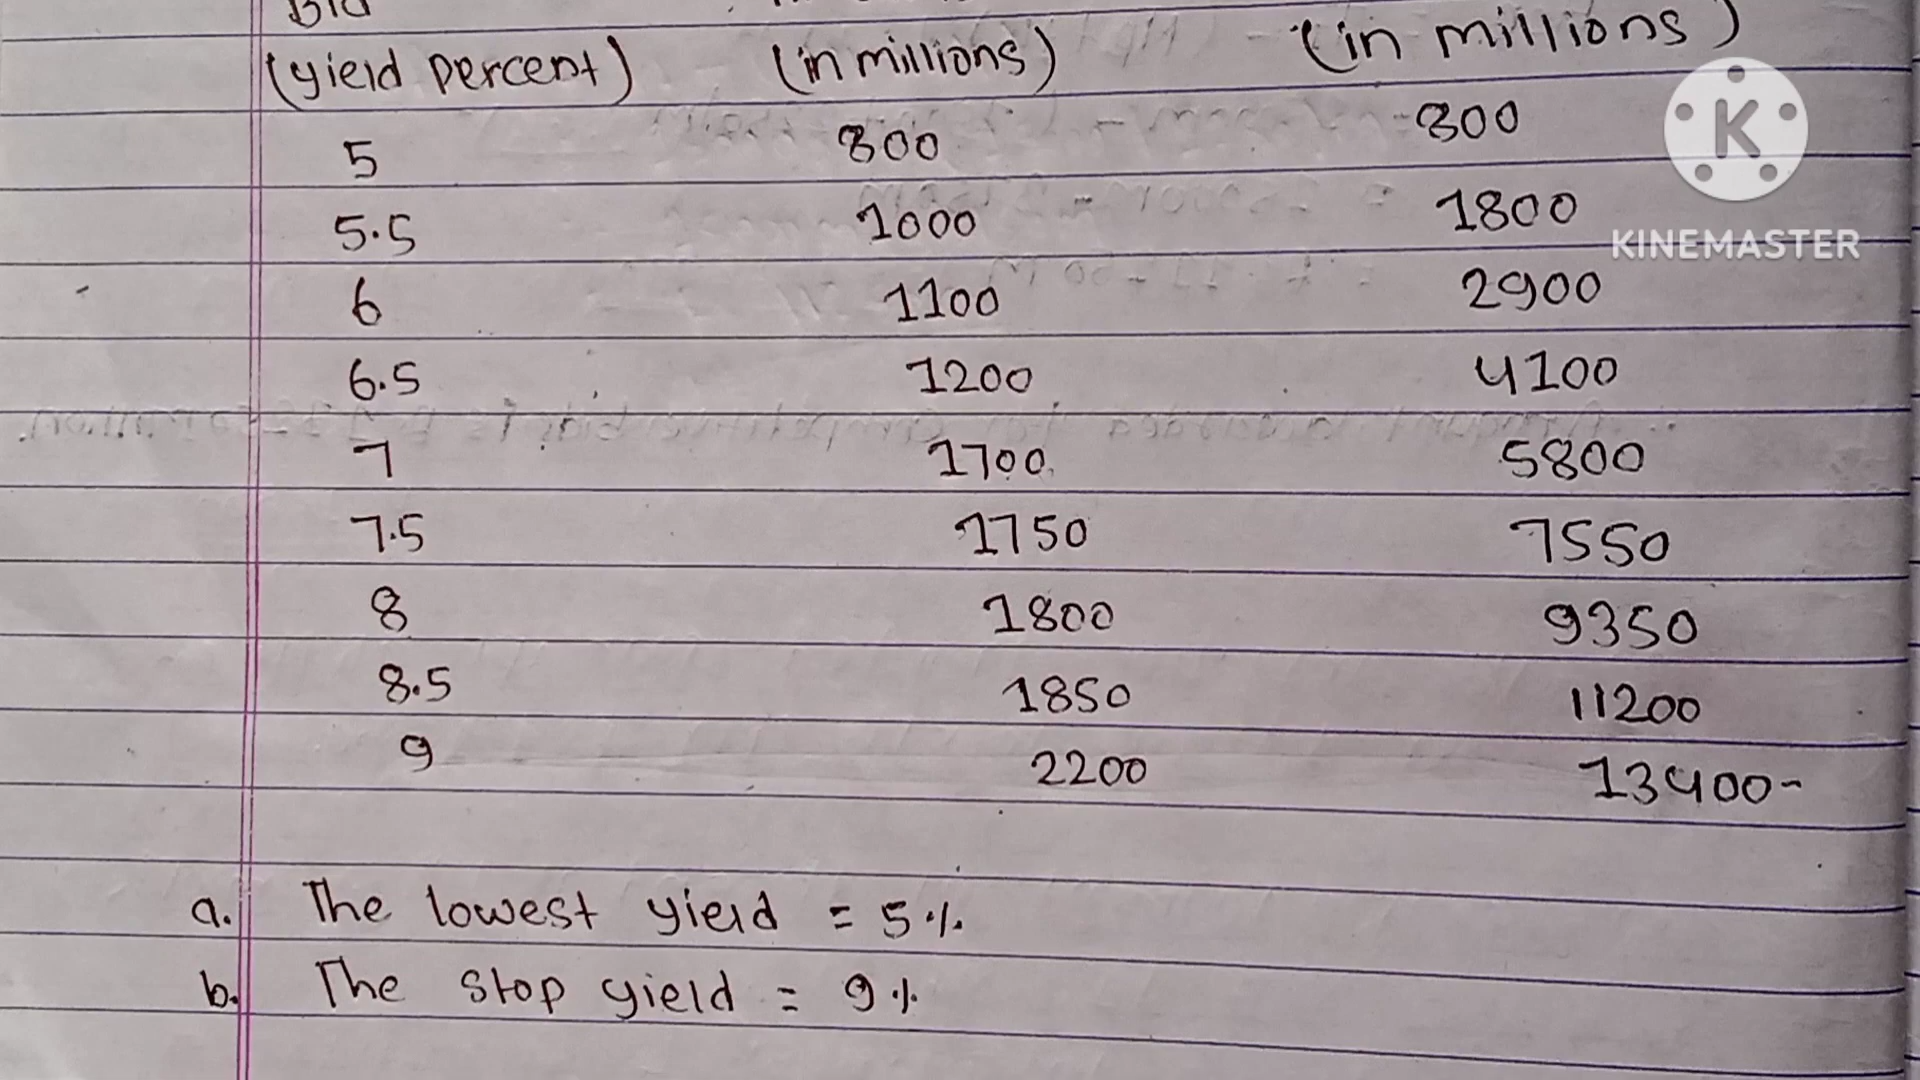 Bid
(yield percent) (in millions) (in millions)
5 800 800
5.5 1000 1800
6 1100 2900
6.5 1200 4100
7 1700 5800
7.5 1750 7550
8 1800 9350
8.5 1850 11200
9 2200 13400-
a. The lowest yield = 5%
b. The stop yield = 9%
K
KINEMASTER